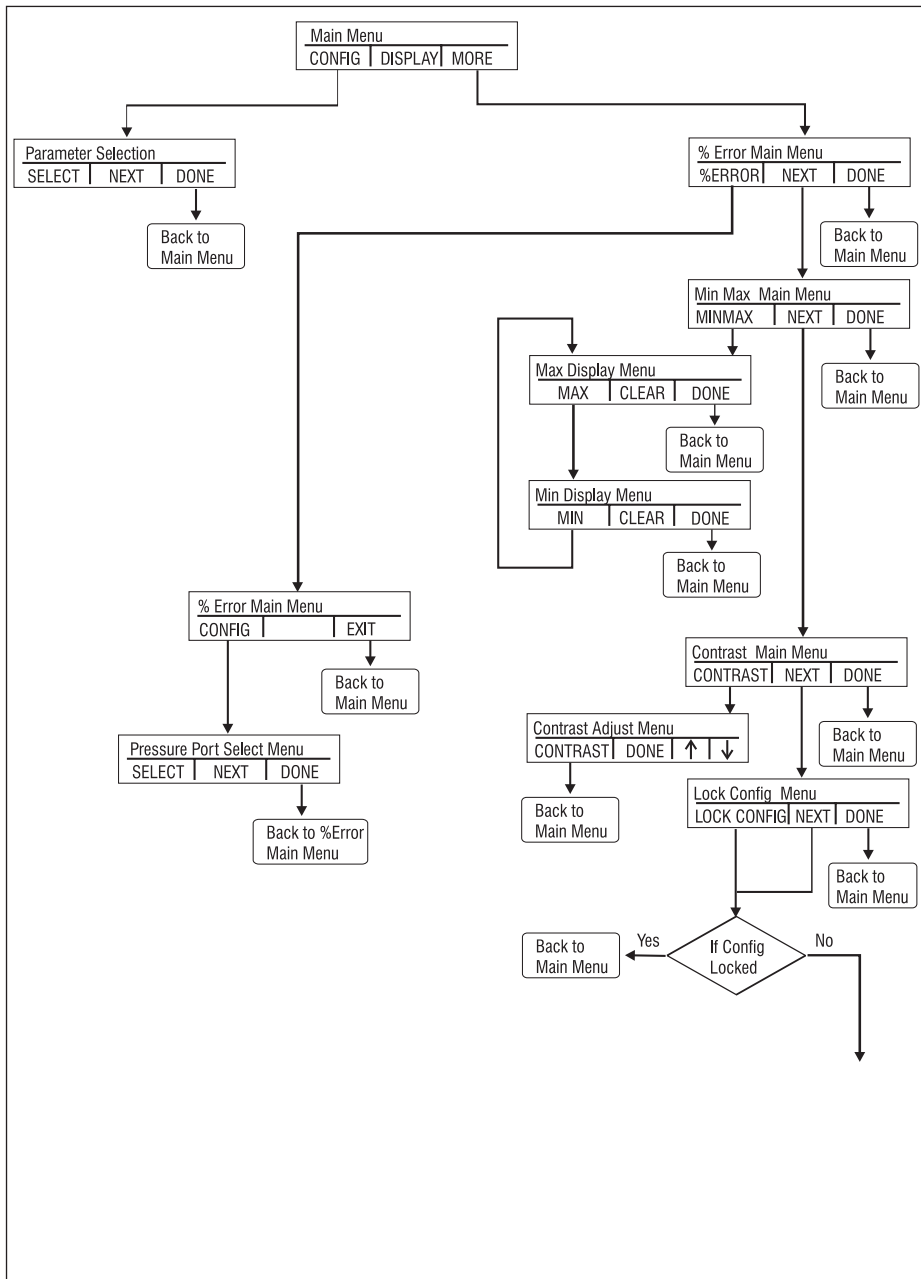 Main Menu
CONFIG DISPLAY MORE
Parameter Selection
SELECT NEXT DONE
Back to
Main Menu
% Error Main Menu
%ERROR NEXT DONE
Back to
Main Menu
Min Max Main Menu
MINMAX NEXT DONE
Back to
Main Menu
Max Display Menu
MAX CLEAR DONE
Back to
Main Menu
Min Display Menu
MIN CLEAR DONE
Back to
Main Menu
% Error Main Menu
CONFIG EXIT
Back to
Main Menu
Pressure Port Select Menu
SELECT NEXT DONE
Back to %Error
Main Menu
Contrast Main Menu
CONTRAST NEXT DONE
Back to
Main Menu
Contrast Adjust Menu
CONTRAST DONE ↑ ↓
Back to
Main Menu
Lock Config Menu
LOCK CONFIG NEXT DONE
Back to
Main Menu
If Config
Locked
Yes
No
Back to
Main Menu